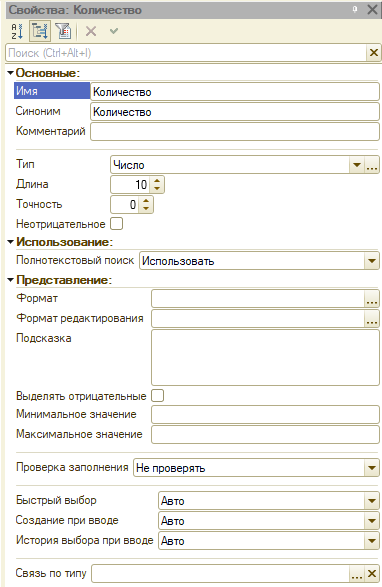 Свойства: Количество
Поиск (Ctrl+Alt+I)
Основные:
Имя Количество
Синоним Количество
Комментарий
Тип Число
Длина 10
Точность 0
Неотрицательное
Использование:
Полнотекстовый поиск Использовать
Представление:
Формат
Формат редактирования
Подсказка
Выделять отрицательные
Минимальное значение
Максимальное значение
Проверка заполнения Не проверять
Быстрый выбор Авто
Создание при вводе Авто
История выбора при вводе Авто
Связь по типу